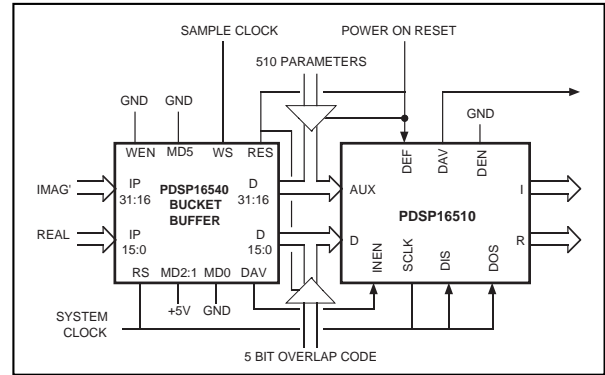 SAMPLE CLOCK
POWER ON RESET
510 PARAMETERS
GND
GND
GND
WEN
MD5
WS
RES
DEF
DAV
DEN
IMAG'
IP
31:16
PDSP16540
BUCKET
BUFFER
D
31:16
AUX
PDSP16510
I
REAL
IP
15:0
D
15:0
D
R
INEN
SCLK
DIS
DOS
RS
MD2:1
MD0
DAV
SYSTEM
CLOCK
+5V
GND
5 BIT OVERLAP CODE